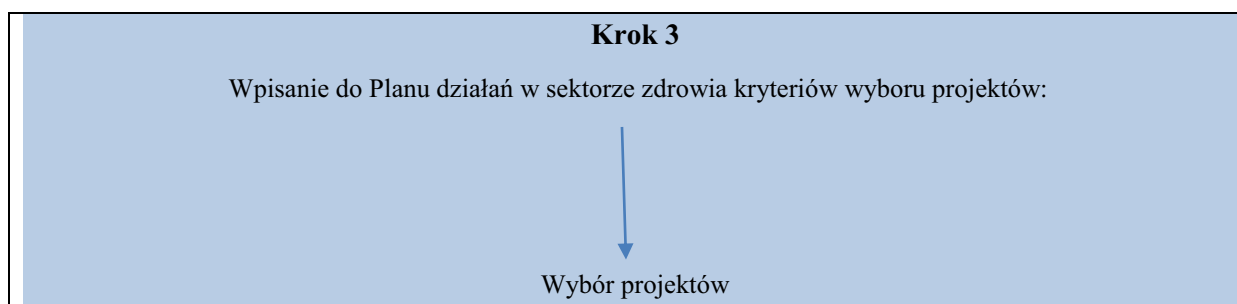 Krok 3
Wpisanie do Planu działań w sektorze zdrowia kryteriów wyboru projektów:
Wybór projektów